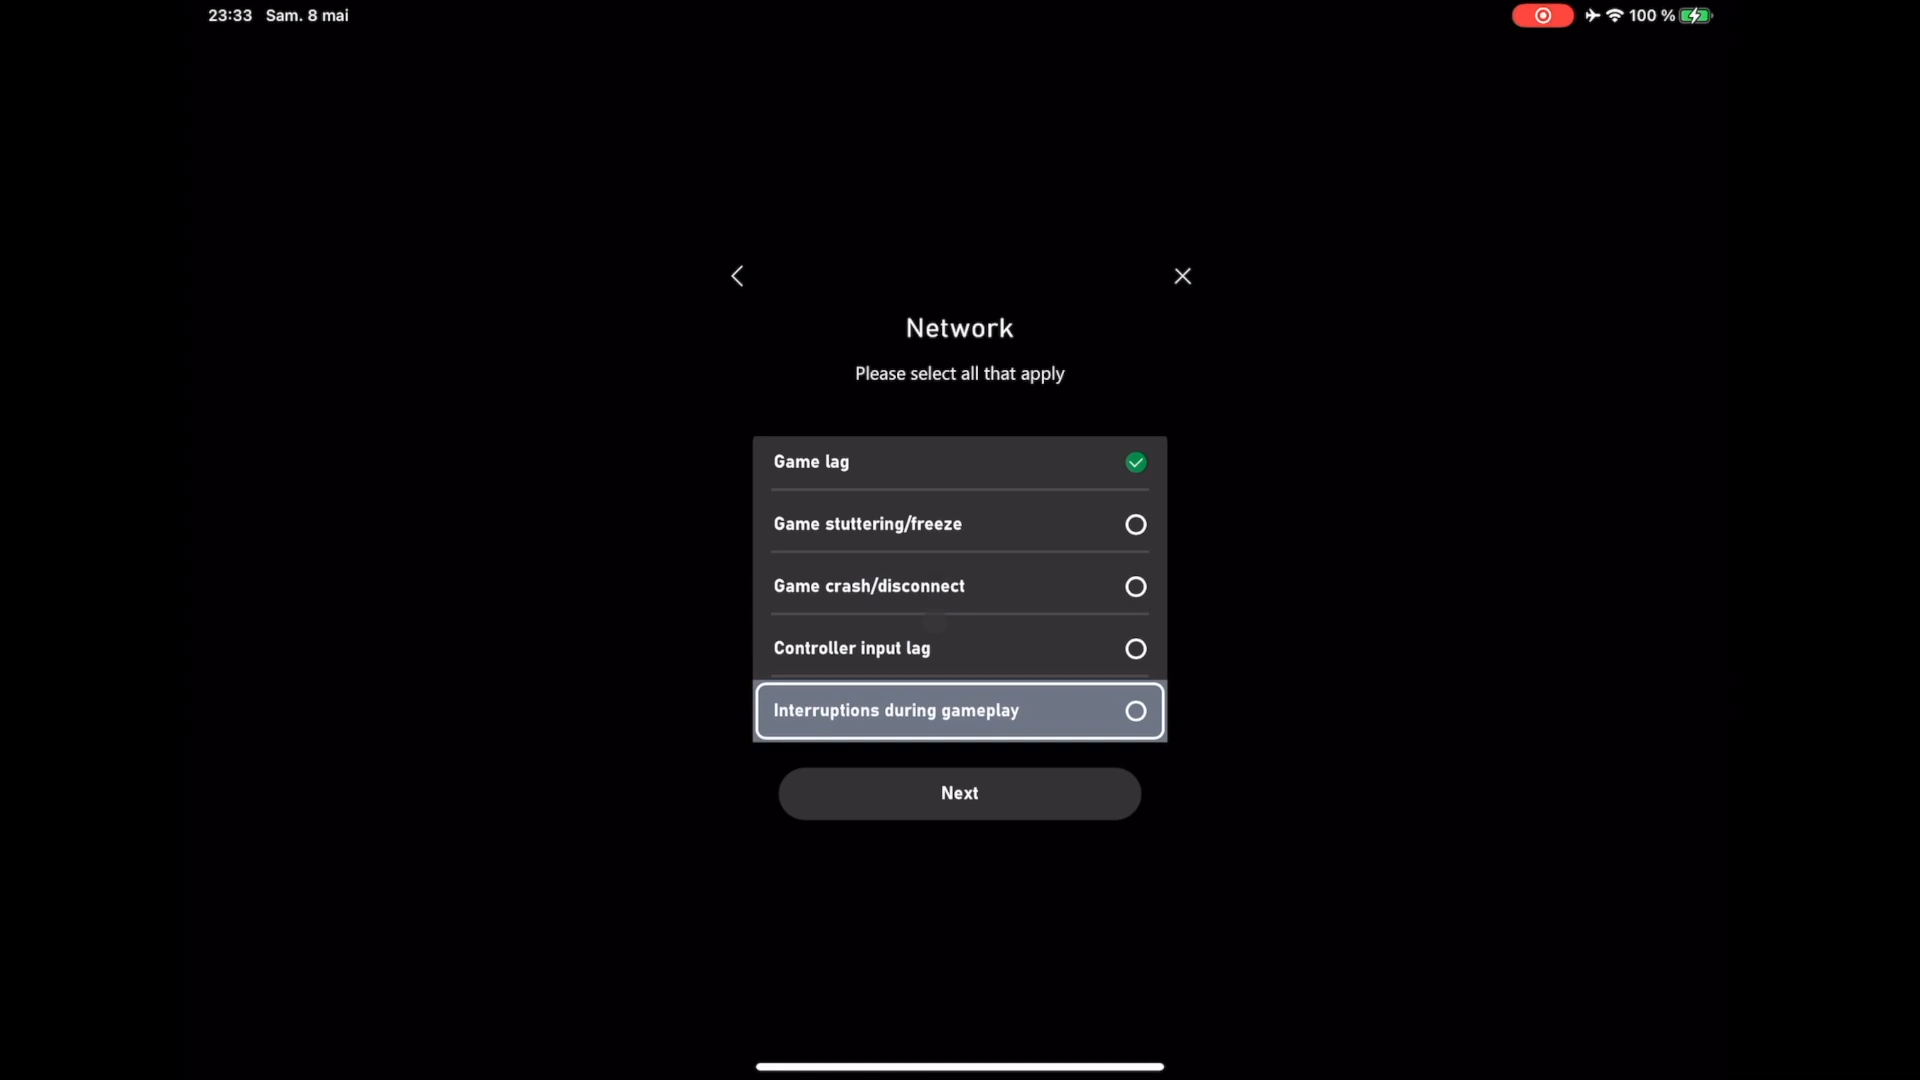 23:33 Sam. 8 mai
100 %
Network
Please select all that apply
Game lag
Game stuttering/freeze
Game crash/disconnect
Controller input lag
Interruptions during gameplay
Next